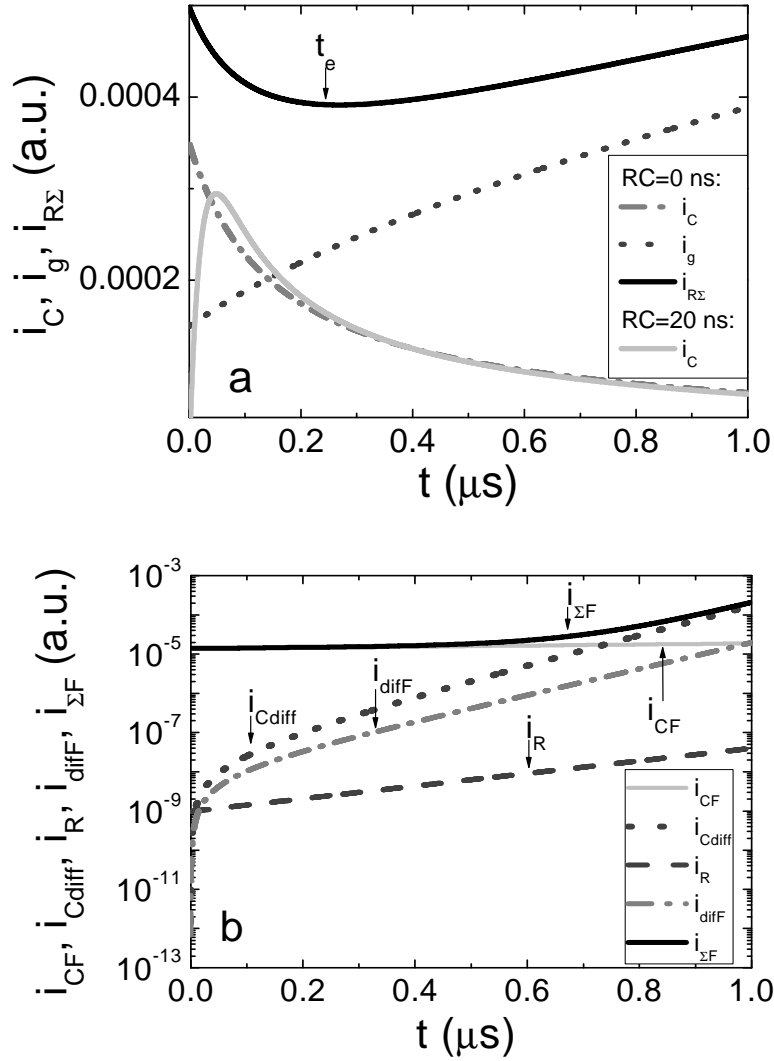 i_C, i_g, i_RΣ (a.u.)
0.0004
0.0002
t_e
RC=0 ns:
i_C
i_g
i_RΣ
RC=20 ns:
i_C
a
0.0 0.2 0.4 0.6 0.8 1.0
t (μs)
i_CF, i_Cdiff, i_R, i_difF, i_ΣF (a.u.)
10^-3
10^-5
10^-7
10^-9
10^-11
10^-13
i_ΣF
i_difF
i_Cdiff
i_CF
i_R
i_CF
i_Cdiff
i_R
i_difF
i_ΣF
b
0.0 0.2 0.4 0.6 0.8 1.0
t (μs)